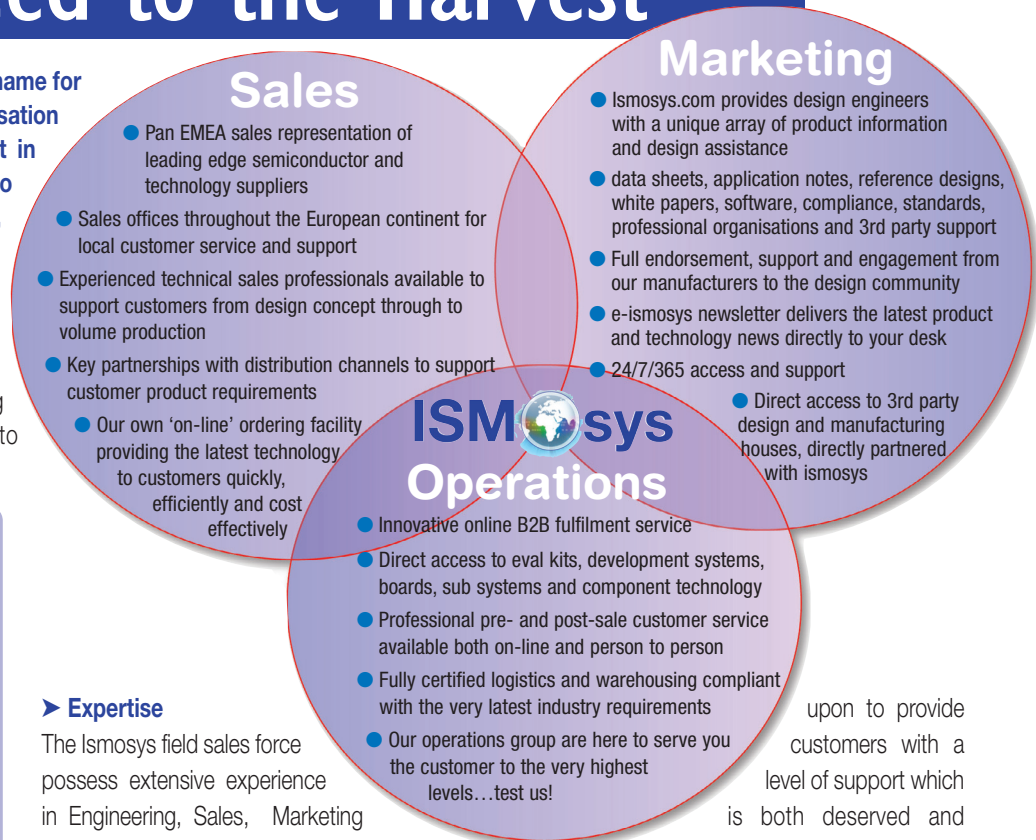 to the Harvest
name for
in
Sales
Pan EMEA sales representation of
leading edge semiconductor and
technology suppliers
Sales offices throughout the European continent for
local customer service and support
Experienced technical sales professionals available to
support customers from design concept through to
volume production
Key partnerships with distribution channels to support
customer product requirements
to
Our own 'on-line' ordering facility
providing the latest technology
to customers quickly,
efficiently and cost
effectively
Marketing
Ismosys.com provides design engineers
with a unique array of product information
and design assistance
data sheets, application notes, reference designs,
white papers, software, compliance, standards,
professional organisations and 3rd party support
Full endorsement, support and engagement from
our manufacturers to the design community
e-ismosys newsletter delivers the latest product
and technology news directly to your desk
24/7/365 access and support
Direct access to 3rd party
design and manufacturing
houses, directly partnered
with ismosys
ISMosys
Operations
Innovative online B2B fulfilment service
Direct access to eval kits, development systems,
boards, sub systems and component technology
Professional pre- and post-sale customer service
available both on-line and person to person
Fully certified logistics and warehousing compliant
with the very latest industry requirements
Our operations group are here to serve you
the customer to the very highest
levels…test us!
➤ Expertise
The Ismosys field sales force
possess extensive experience
in Engineering, Sales, Marketing
upon to provide
customers with a
level of support which
is both deserved and